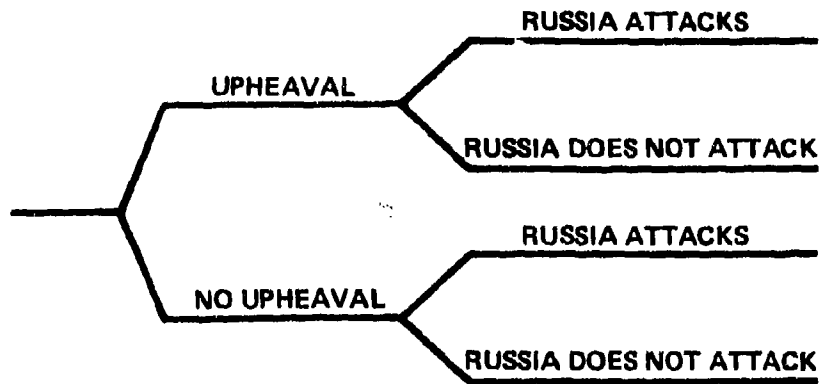 RUSSIA ATTACKS
UPHEAVAL
RUSSIA DOES NOT ATTACK
RUSSIA ATTACKS
NO UPHEAVAL
RUSSIA DOES NOT ATTACK